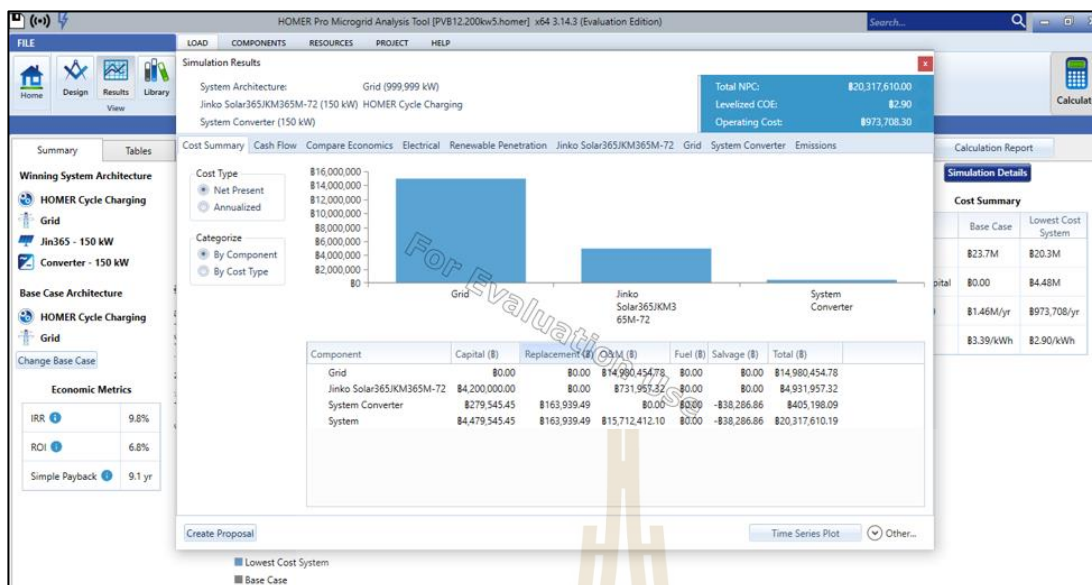 HOMER Pro Microgrid Analysis Tool [PVB12.200kw5.homer] x64 3.14.3 (Evaluation Edition)
Search...
FILE
LOAD COMPONENTS RESOURCES PROJECT HELP
Home Design Results Library
View
Calculat
Simulation Results
System Architecture: Grid (999,999 kW)
Jinko Solar365JKM365M-72 (150 kW) HOMER Cycle Charging
System Converter (150 kW)
Total NPC: ฿20,317,610.00
Levelized COE: ฿2.90
Operating Cost: ฿973,708.30
Summary Tables
Cost Summary Cash Flow Compare Economics Electrical Renewable Penetration Jinko Solar365JKM365M-72 Grid System Converter Emissions
Calculation Report
Simulation Details
Winning System Architecture
HOMER Cycle Charging
Grid
Jin365 - 150 kW
Converter - 150 kW
Base Case Architecture
HOMER Cycle Charging
Grid
Change Base Case
Economic Metrics
IRR 9.8%
ROI 6.8%
Simple Payback 9.1 yr
Cost Type
Net Present
Annualized
Categorize
By Component
By Cost Type
฿16,000,000
฿14,000,000
฿12,000,000
฿10,000,000
฿8,000,000
฿6,000,000
฿4,000,000
฿2,000,000
฿0
Grid
Jinko
Solar365JKM3
65M-72
System
Converter
For Evaluation Use
Component Capital (฿) Replacement (฿) O&M (฿) Fuel (฿) Salvage (฿) Total (฿)
Grid ฿0.00 ฿0.00 ฿14,980,454.78 ฿0.00 ฿0.00 ฿14,980,454.78
Jinko Solar365JKM365M-72 ฿4,200,000.00 ฿0.00 ฿731,957.32 ฿0.00 ฿0.00 ฿4,931,957.32
System Converter ฿279,545.45 ฿163,939.49 ฿0.00 ฿0.00 -฿38,286.86 ฿405,198.09
System ฿4,479,545.45 ฿163,939.49 ฿15,712,412.10 ฿0.00 -฿38,286.86 ฿20,317,610.19
Cost Summary
Base Case Lowest Cost
System
฿23.7M ฿20.3M
pital ฿0.00 ฿4.48M
฿1.46M/yr ฿973,708/yr
฿3.39/kWh ฿2.90/kWh
Create Proposal
Time Series Plot Other...
Lowest Cost System
Base Case